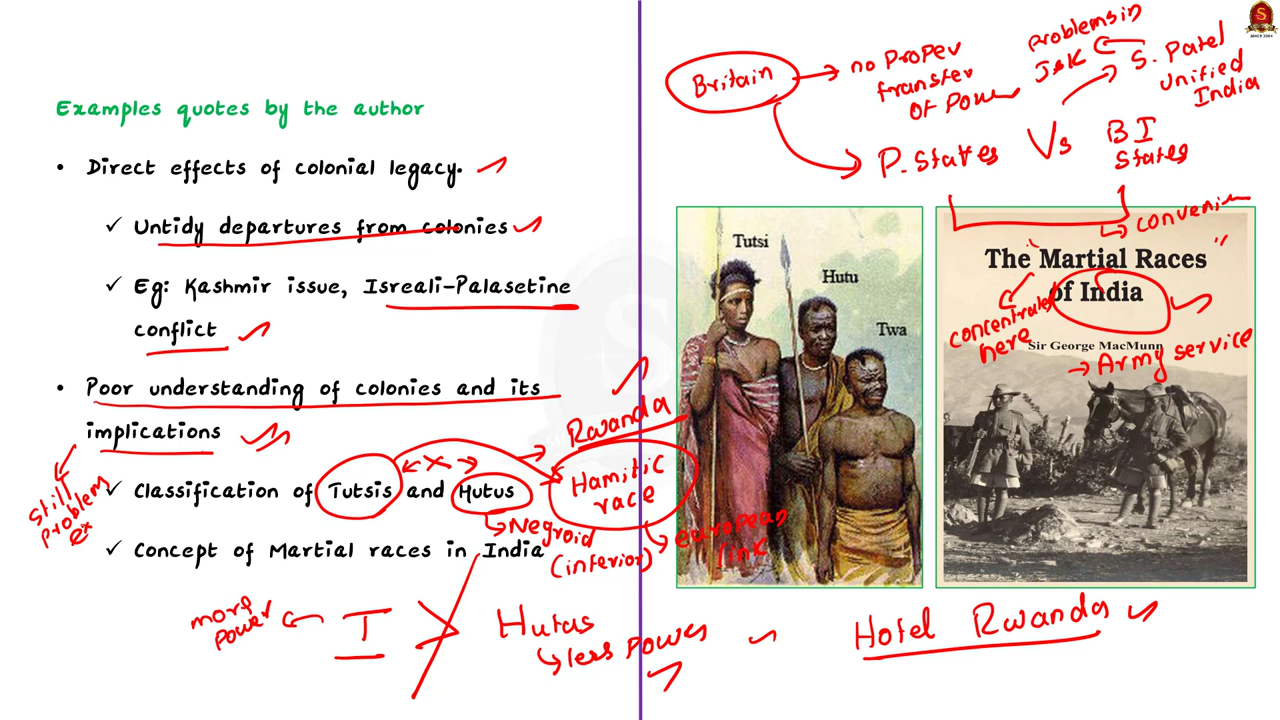 Examples quotes by the author
• Direct effects of colonial legacy.
✓ Untidy departures from colonies
✓ Eg: Kashmir issue, Isreali-Palasetine
conflict
• Poor understanding of colonies and its
implications
✓ Classification of Tutsis and Hutus
✓ Concept of Martial races in India
still
problem
ex
Rwanda
Hamitic
race
Negroid
(inferior)
european
link
more
power
T > Hutus
less power
Britain
no proper
transfer
of Power
problems in
J&K
S. Patel
unified
India
P. States Vs BI
States
Tutsi
Hutu
Twa
The "Martial Races"
of India
Sir George MacMunn
concentrated
here
Army service
Hotel Rwanda
SINCE 2004